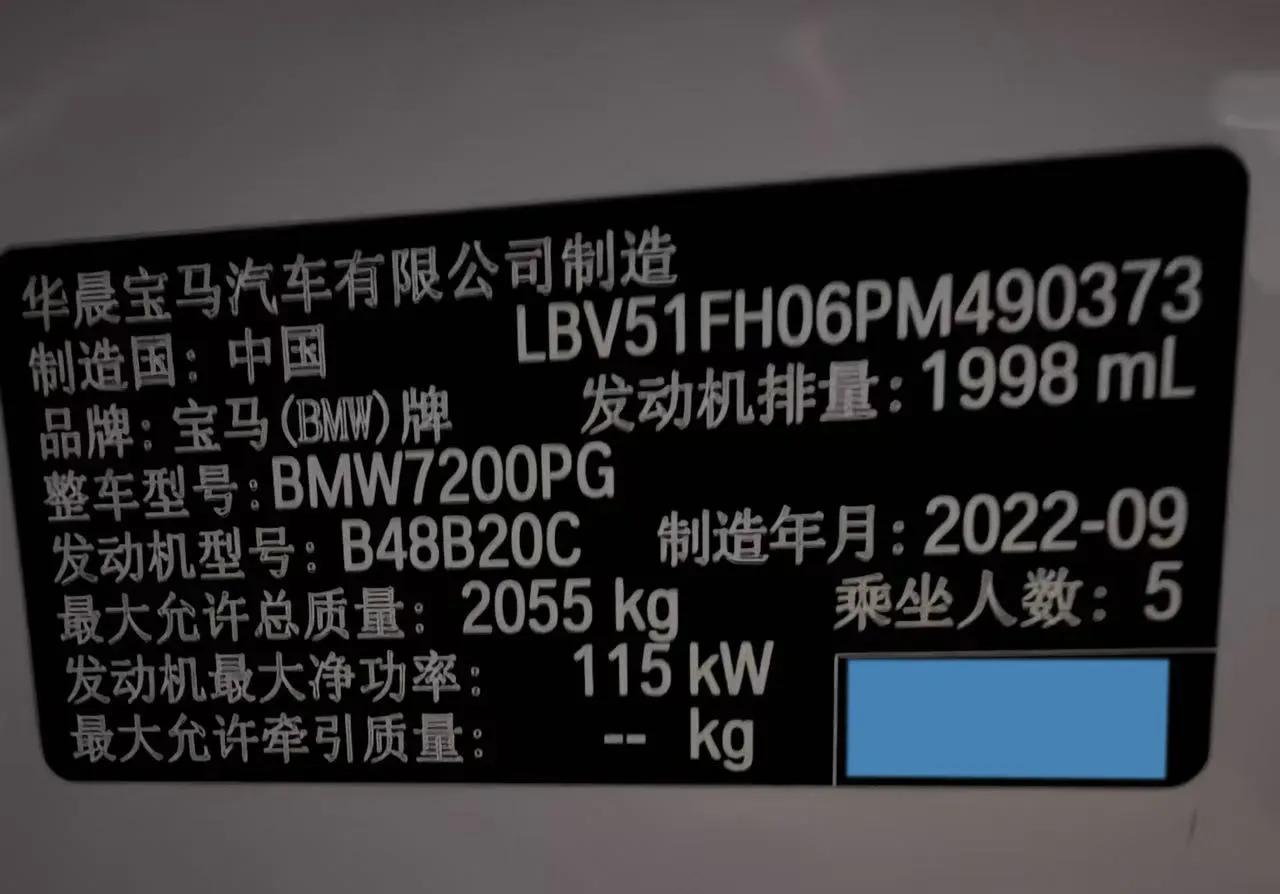 华晨宝马汽车有限公司制造
LBV51FH06PM490373
制造国：中国
发动机排量：1998 mL
品牌：宝马(BMW)牌
整车型号：BMW7200PG
发动机型号：B48B20C
制造年月：2022-09
最大允许总质量：2055 kg
乘坐人数：5
发动机最大净功率：115 kW
最大允许牵引质量：-- kg